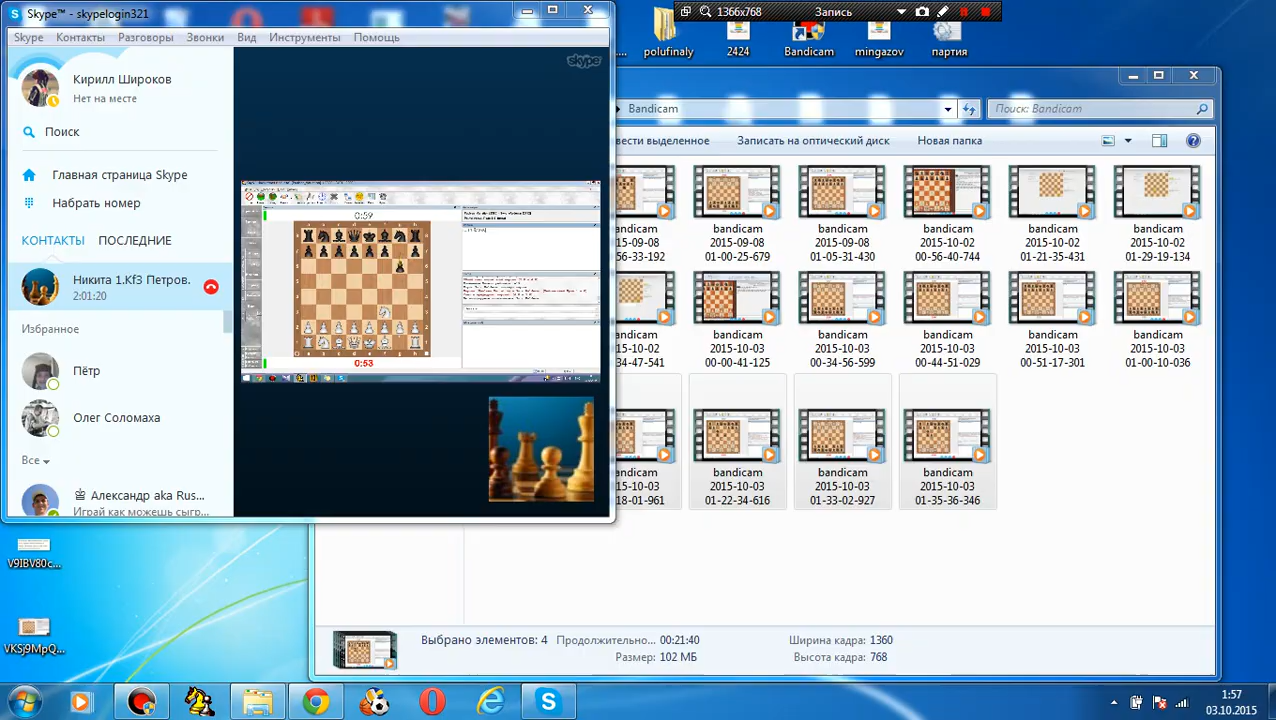 Skype™ - skypelogin321
1366x768
Запись
Skype Контакты Разговоры Звонки Вид Инструменты Помощь
polufinaly
2424
Bandicam
mingazov
партия
skype
Кирилл Широков
Нет на месте
Bandicam
Поиск: Bandicam
Поиск
вести выделенное
Записать на оптический диск
Новая папка
Главная страница Skype
Набрать номер
КОНТАКТЫ ПОСЛЕДНИЕ
Никита 1.Kf3 Петров.
2:01:20
Избранное
Пётр
Олег Соломаха
Все
Александр aka Rus...
Играй как можешь сыгр...
0:59
0:53
bandicam bandicam bandicam bandicam bandicam bandicam
15-09-08 2015-09-08 2015-09-08 2015-10-02 2015-10-02 2015-10-02
56-33-192 01-00-25-679 01-05-31-430 00-56-40-744 01-21-35-431 01-29-19-134
bandicam bandicam bandicam bandicam bandicam bandicam
15-10-02 2015-10-03 2015-10-03 2015-10-03 2015-10-03 2015-10-03
34-47-541 00-00-41-125 00-34-56-599 00-44-51-029 00-51-17-301 01-00-10-036
bandicam bandicam bandicam bandicam
15-10-03 2015-10-03 2015-10-03 2015-10-03
18-01-961 01-22-34-616 01-33-02-927 01-35-36-346
V9IBV80c...
VKSj9MpQ...
Выбрано элементов: 4 Продолжительно... 00:21:40 Ширина кадра: 1360
Размер: 102 МБ Высота кадра: 768
1:57
03.10.2015